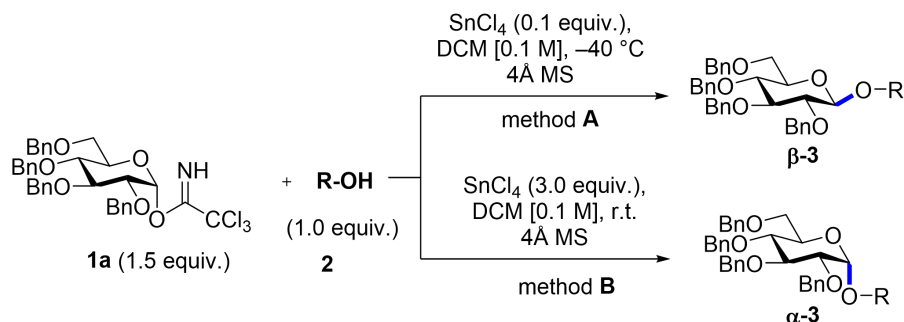 SnCl4 (0.1 equiv.),
DCM [0.1 M], –40 °C
4Å MS
method A
BnO
BnO
BnO
BnO
O
O–R
β-3
BnO
BnO
BnO
BnO
O
O
NH
CCl3
1a (1.5 equiv.)
+
R-OH
(1.0 equiv.)
2
SnCl4 (3.0 equiv.),
DCM [0.1 M], r.t.
4Å MS
method B
BnO
BnO
BnO
BnO
O
O–R
α-3